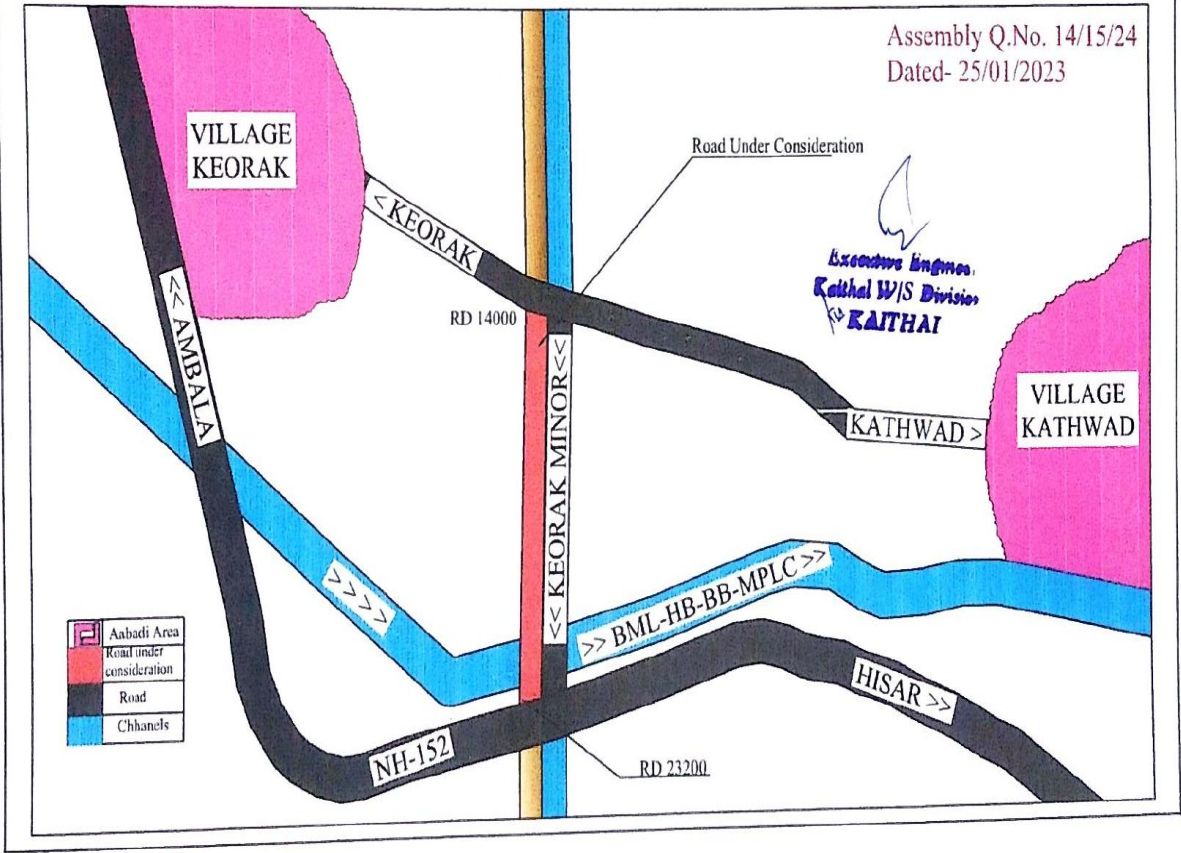 Assembly Q.No. 14/15/24
Dated- 25/01/2023
VILLAGE
KEORAK
Road Under Consideration
< KEORAK
Executive Engineer
Kaithal W/S Division
KAITHAL
RD 14000
<< AMBALA
<< KEORAK MINOR<<
VILLAGE
KATHWAD
KATHWAD >
>>>>
>> BML-HB-BB-MPLC >>
HISAR >>
NH-152
RD 23200
Aabadi Area
Road under
consideration
Road
Chhanels